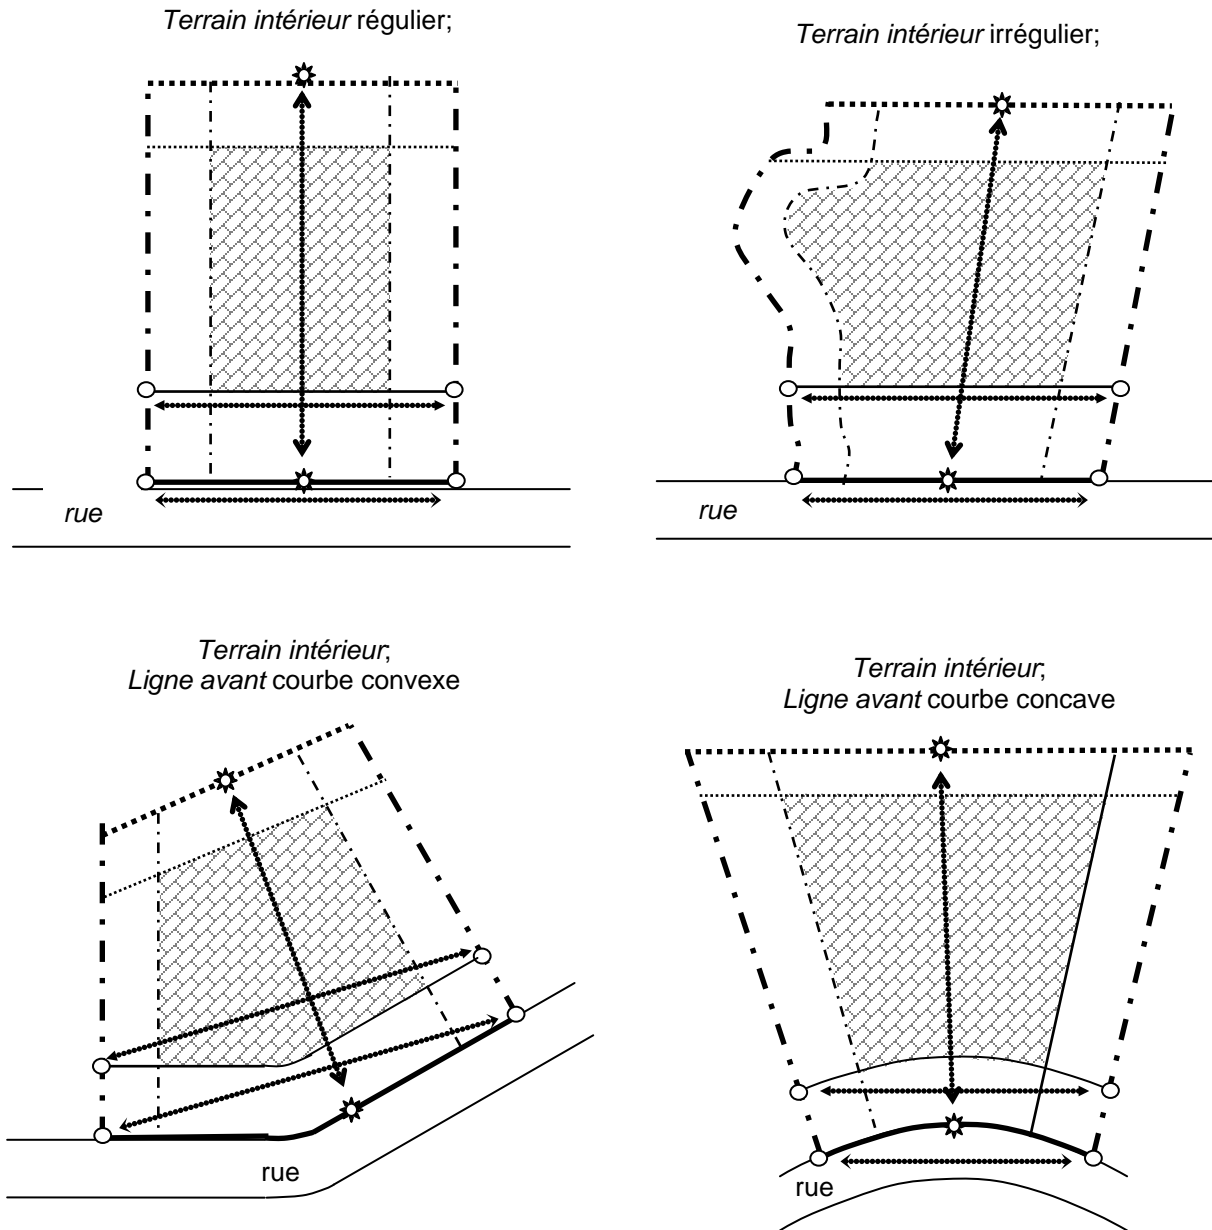 Terrain intérieur régulier;
Terrain intérieur irrégulier;
rue
rue
Terrain intérieur;
Ligne avant courbe convexe
Terrain intérieur;
Ligne avant courbe concave
rue
rue